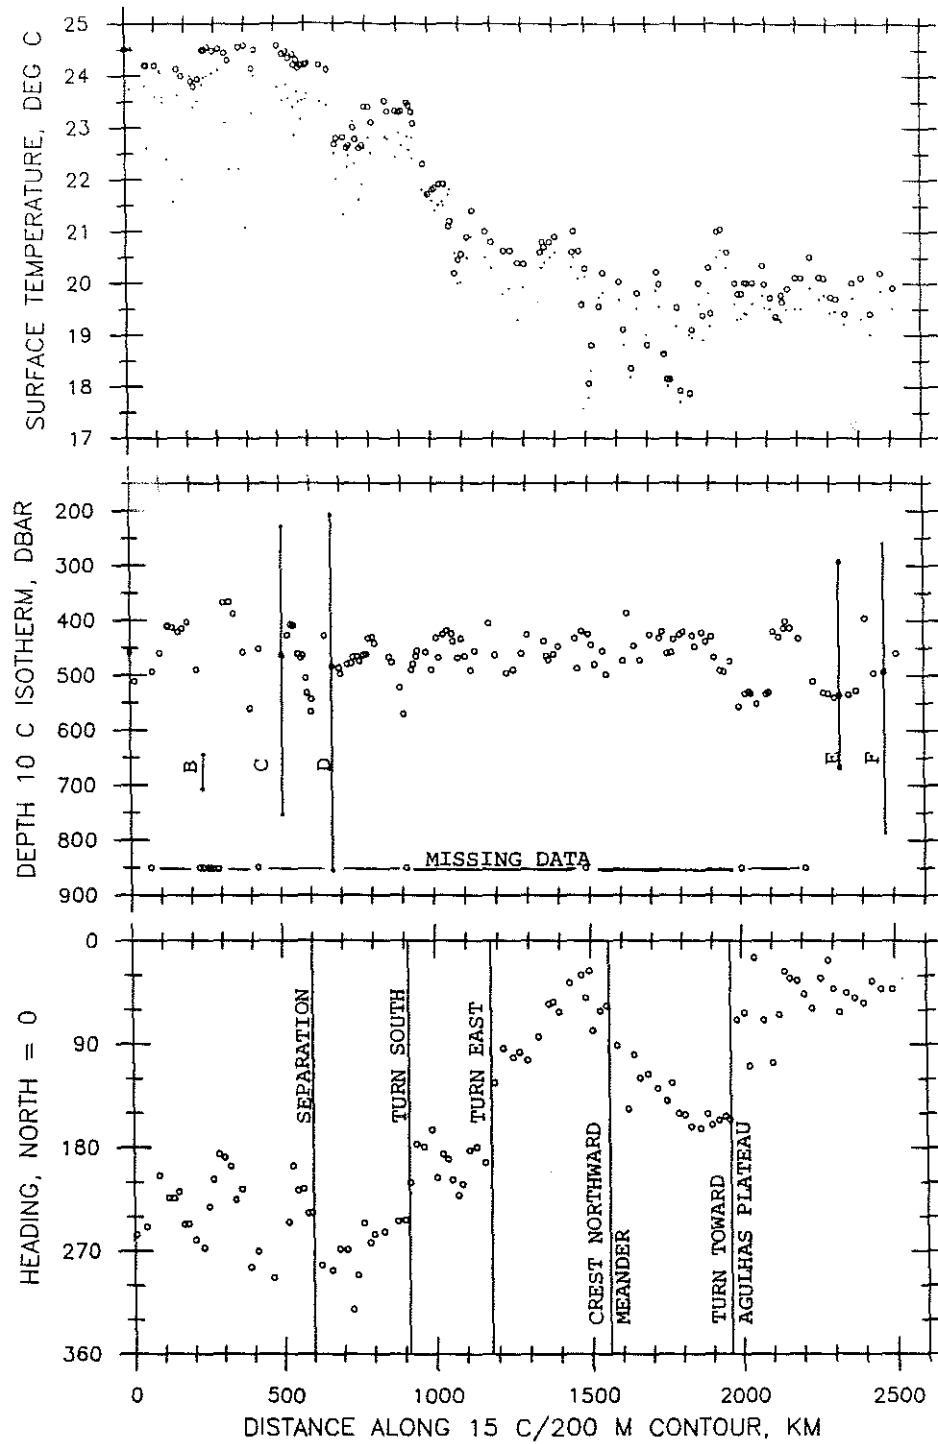 SURFACE TEMPERATURE, DEG C
25
24
23
22
21
20
19
18
17
DEPTH 10 C ISOTHERM, DBAR
200
300
400
500
600
700
800
900
B
C
D
E
F
MISSING DATA
HEADING, NORTH = 0
0
90
180
270
360
SEPARATION
TURN SOUTH
TURN EAST
CREST NORTHWARD
MEANDER
TURN TOWARD
AGULHAS PLATEAU
0
500
1000
1500
2000
2500
DISTANCE ALONG 15 C/200 M CONTOUR, KM